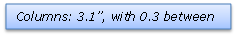 Columns: 3.1”, with 0.3 between